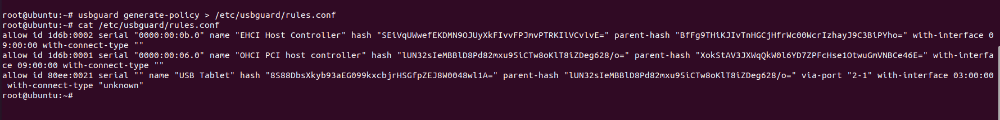 root@ubuntu:~# usbguard generate-policy > /etc/usbguard/rules.conf
root@ubuntu:~# cat /etc/usbguard/rules.conf
allow id 1d6b:0002 serial "0000:00:0b.0" name "EHCI Host Controller" hash "SEiVqUWwefEKDMN9OJUyXkFIvvFPJmvPTRKIlVCvlvE=" parent-hash "BfFg9THiKJIvTnHGCjHfrWc00WcrIzhayJ9C3BiPYho=" with-interface 0
9:00:00 with-connect-type ""
allow id 1d6b:0001 serial "0000:00:06.0" name "OHCI PCI host controller" hash "lUN32sIeMBBlD8Pd82mxu95iCTw8oKlT8iZDeg628/o=" parent-hash "XokStAV3JXWqQkW0l6YD7ZPFcHse1OtwuGmVNBCe46E=" with-interfa
ce 09:00:00 with-connect-type ""
allow id 80ee:0021 serial "" name "USB Tablet" hash "8S88DbsXkyb93aEG099kxcbjrHSGfpZEJ8W0048wl1A=" parent-hash "lUN32sIeMBBlD8Pd82mxu95iCTw8oKlT8iZDeg628/o=" via-port "2-1" with-interface 03:00:00
 with-connect-type "unknown"
root@ubuntu:~#